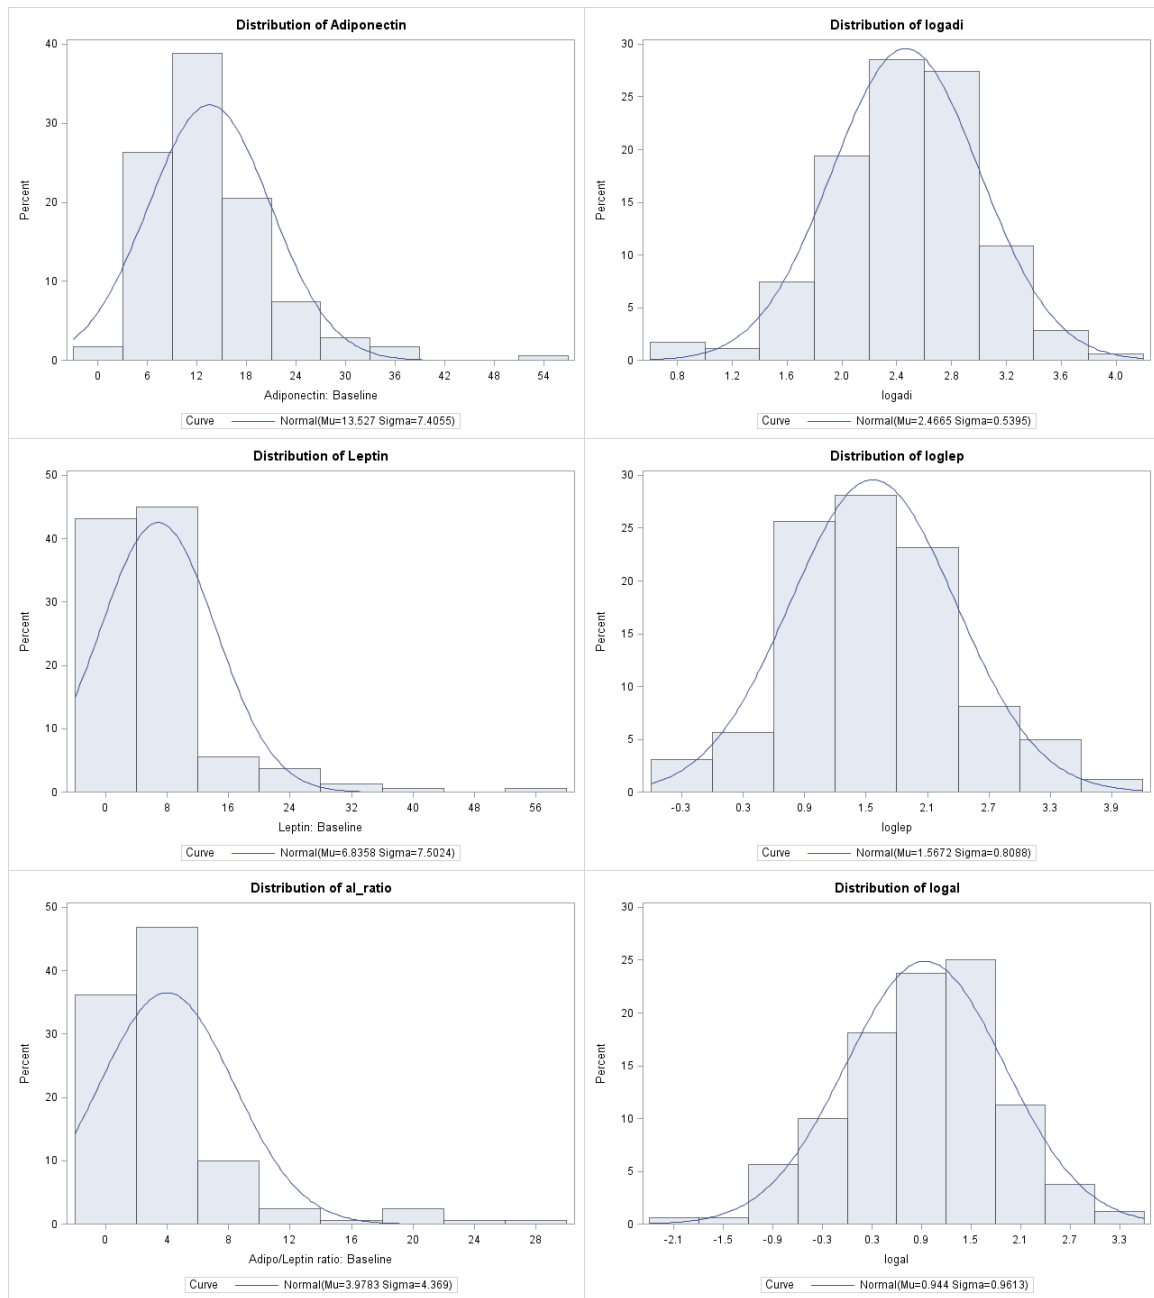 Distribution of Adiponectin
40
30
20
10
0
Percent
0 6 12 18 24 30 36 42 48 54
Adiponectin: Baseline
Curve Normal(Mu=13.527 Sigma=7.4055)
Distribution of logadi
30
25
20
15
10
5
0
Percent
0.8 1.2 1.6 2.0 2.4 2.8 3.2 3.6 4.0
logadi
Curve Normal(Mu=2.4665 Sigma=0.5395)
Distribution of Leptin
50
40
30
20
10
0
Percent
0 8 16 24 32 40 48 56
Leptin: Baseline
Curve Normal(Mu=6.8358 Sigma=7.5024)
Distribution of loglep
30
25
20
15
10
5
0
Percent
-0.3 0.3 0.9 1.5 2.1 2.7 3.3 3.9
loglep
Curve Normal(Mu=1.5672 Sigma=0.8088)
Distribution of al_ratio
50
40
30
20
10
0
Percent
0 4 8 12 16 20 24 28
Adipo/Leptin ratio: Baseline
Curve Normal(Mu=3.9783 Sigma=4.369)
Distribution of logal
30
25
20
15
10
5
0
Percent
-2.1 -1.5 -0.9 -0.3 0.3 0.9 1.5 2.1 2.7 3.3
logal
Curve Normal(Mu=0.944 Sigma=0.9613)